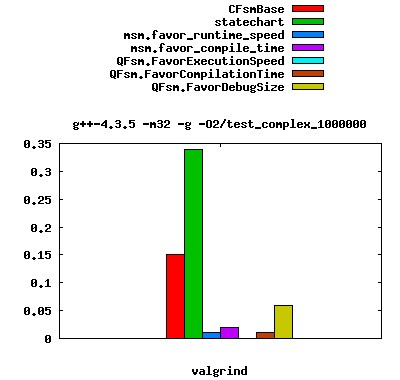 CFsmBase
statechart
msm.favor_runtime_speed
msm.favor_compile_time
QFsm.FavorExecutionSpeed
QFsm.FavorCompilationTime
QFsm.FavorDebugSize
g++-4.3.5 -m32 -g -O2/test_complex_1000000
0.35
0.3
0.25
0.2
0.15
0.1
0.05
0
valgrind